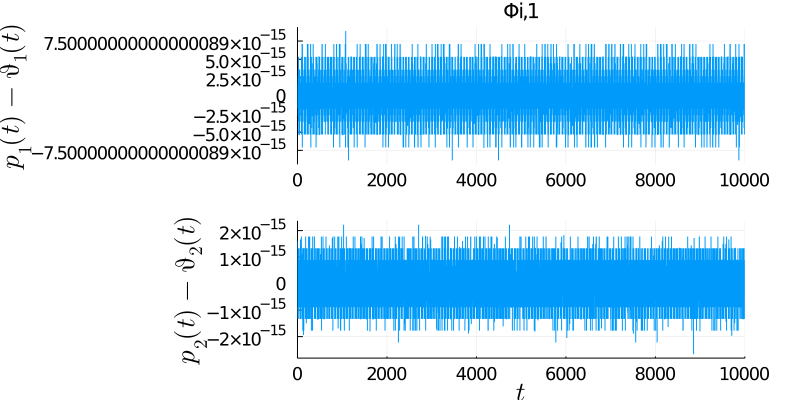 Φi,1
p₁(t) − ϑ₁(t)
7.500000000000000089×10⁻¹⁵
5.0×10⁻¹⁵
2.5×10⁻¹⁵
0
−2.5×10⁻¹⁵
−5.0×10⁻¹⁵
−7.500000000000000089×10⁻¹⁵
0 2000 4000 6000 8000 10000
p₂(t) − ϑ₂(t)
2×10⁻¹⁵
1×10⁻¹⁵
0
−1×10⁻¹⁵
−2×10⁻¹⁵
0 2000 4000 6000 8000 10000
t